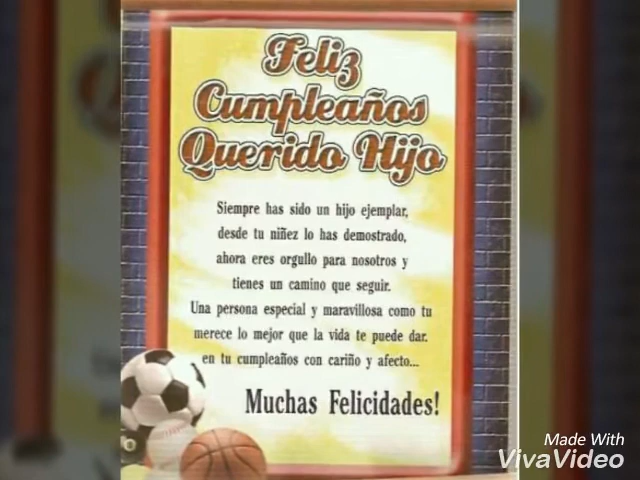 Feliz
Cumpleaños
Querido Hijo
Siempre has sido un hijo ejemplar,
desde tu niñez lo has demostrado,
ahora eres orgullo para nosotros y
tienes un camino que seguir.
Una persona especial y maravillosa como tu
merece lo mejor que la vida te puede dar.
en tu cumpleaños con cariño y afecto...
Muchas Felicidades!
Made With
VivaVideo